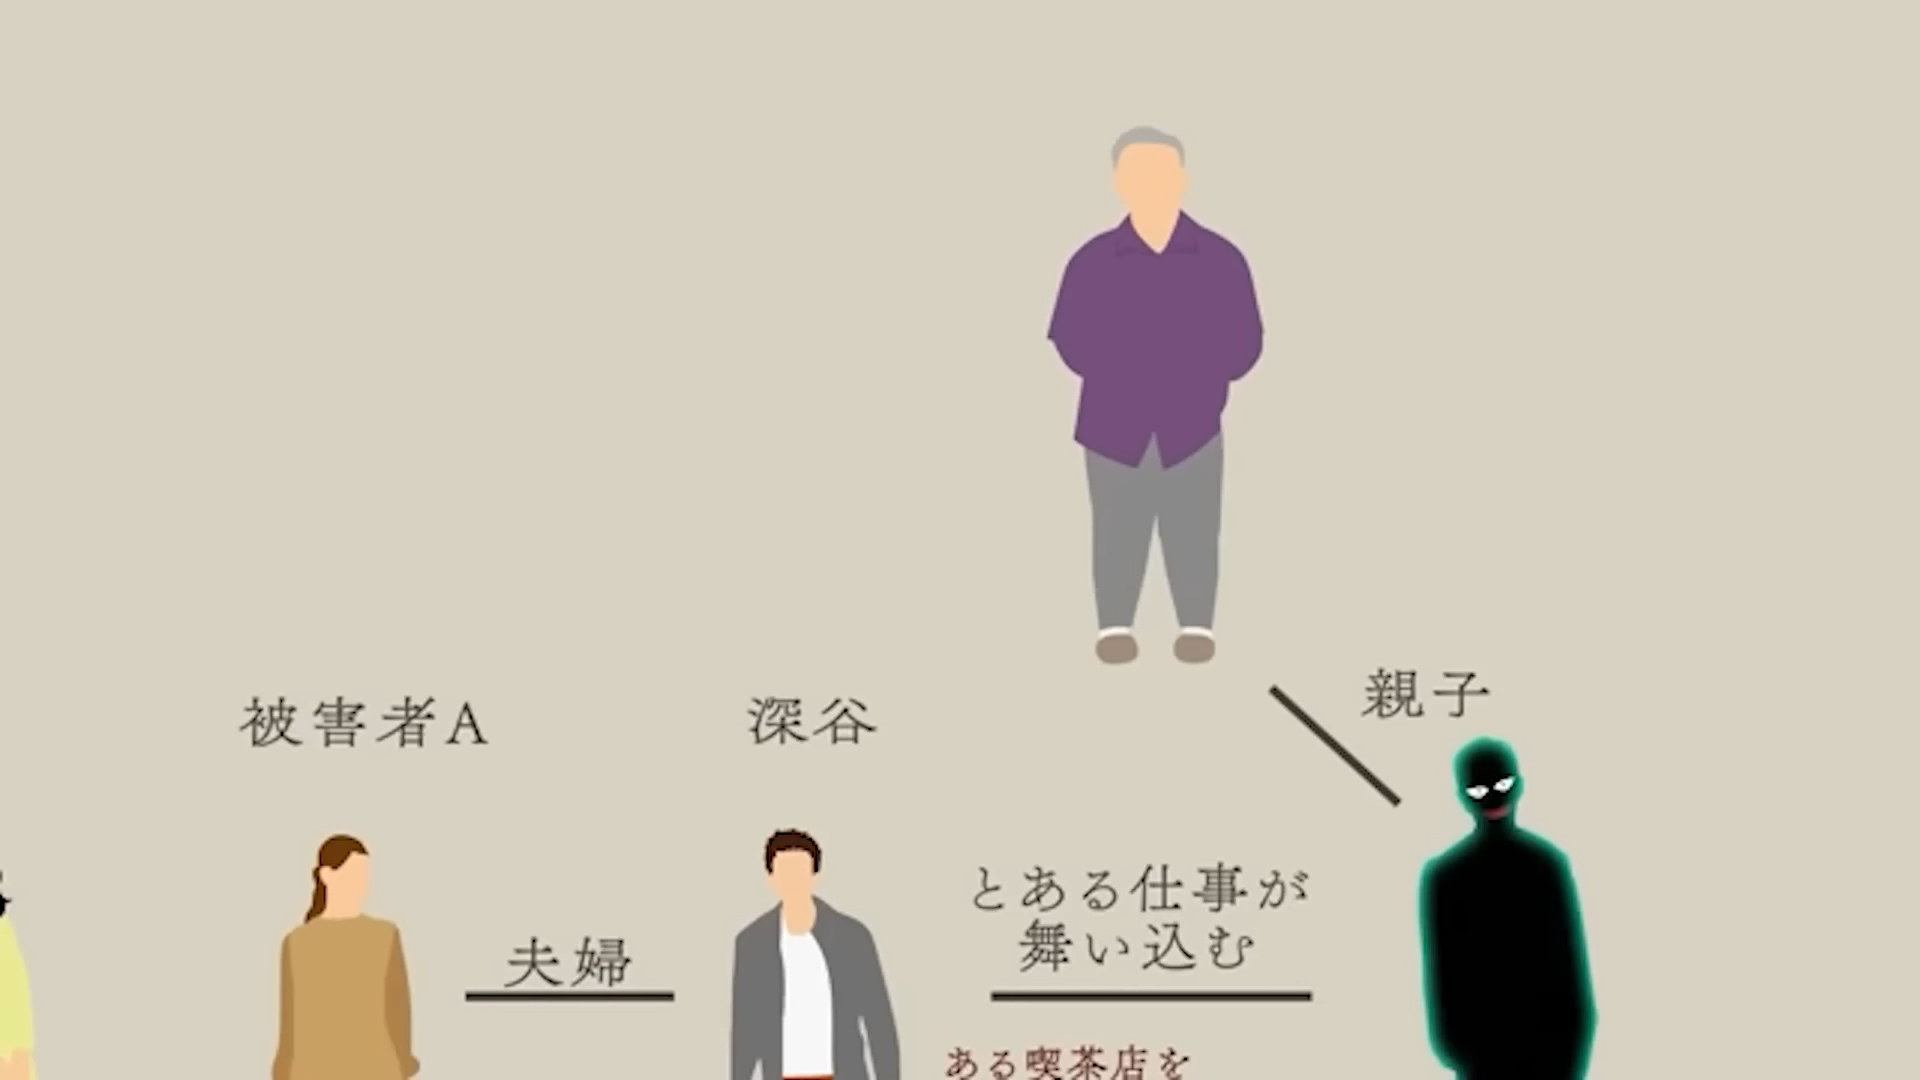 親子
被害者A
深谷
とある仕事が
舞い込む
夫婦
ある喫茶店を